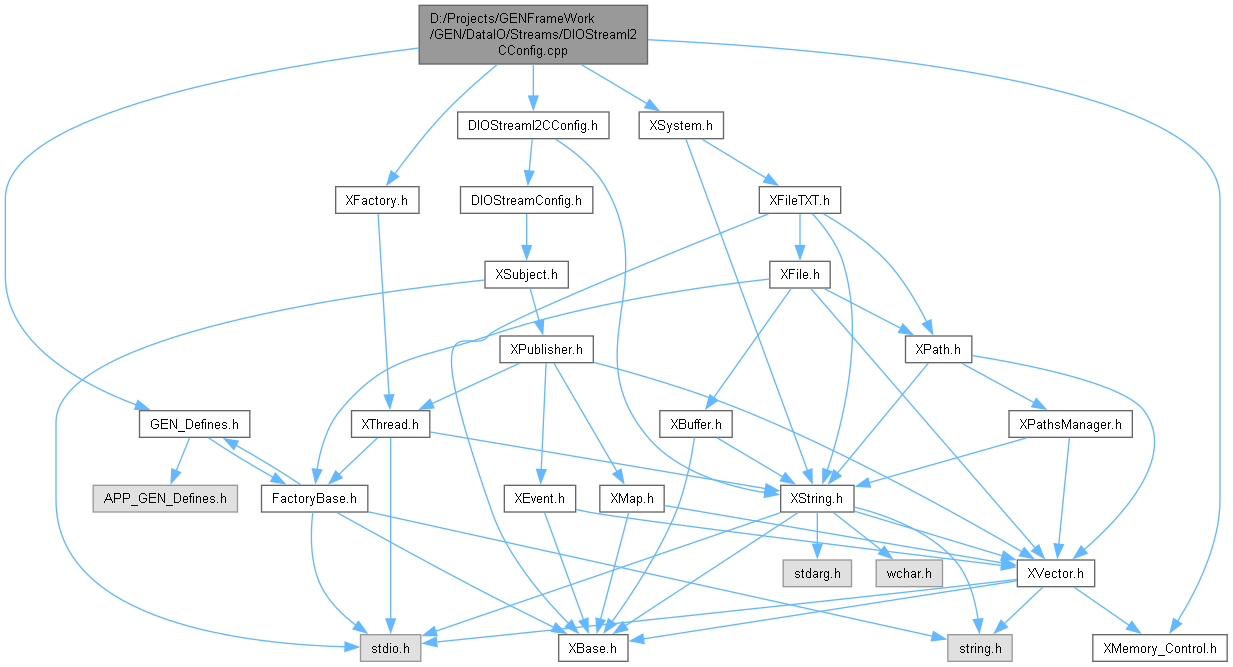 D:/Projects/GENFrameWork
/GEN/DataIO/Streams/DIOStreamI2
CConfig.cpp
DIOStreamI2CConfig.h
XSystem.h
XFactory.h
DIOStreamConfig.h
XFileTXT.h
XSubject.h
XFile.h
XPublisher.h
XPath.h
GEN_Defines.h
XThread.h
XBuffer.h
XPathsManager.h
APP_GEN_Defines.h
FactoryBase.h
XEvent.h
XMap.h
XString.h
stdarg.h
wchar.h
XVector.h
stdio.h
XBase.h
string.h
XMemory_Control.h